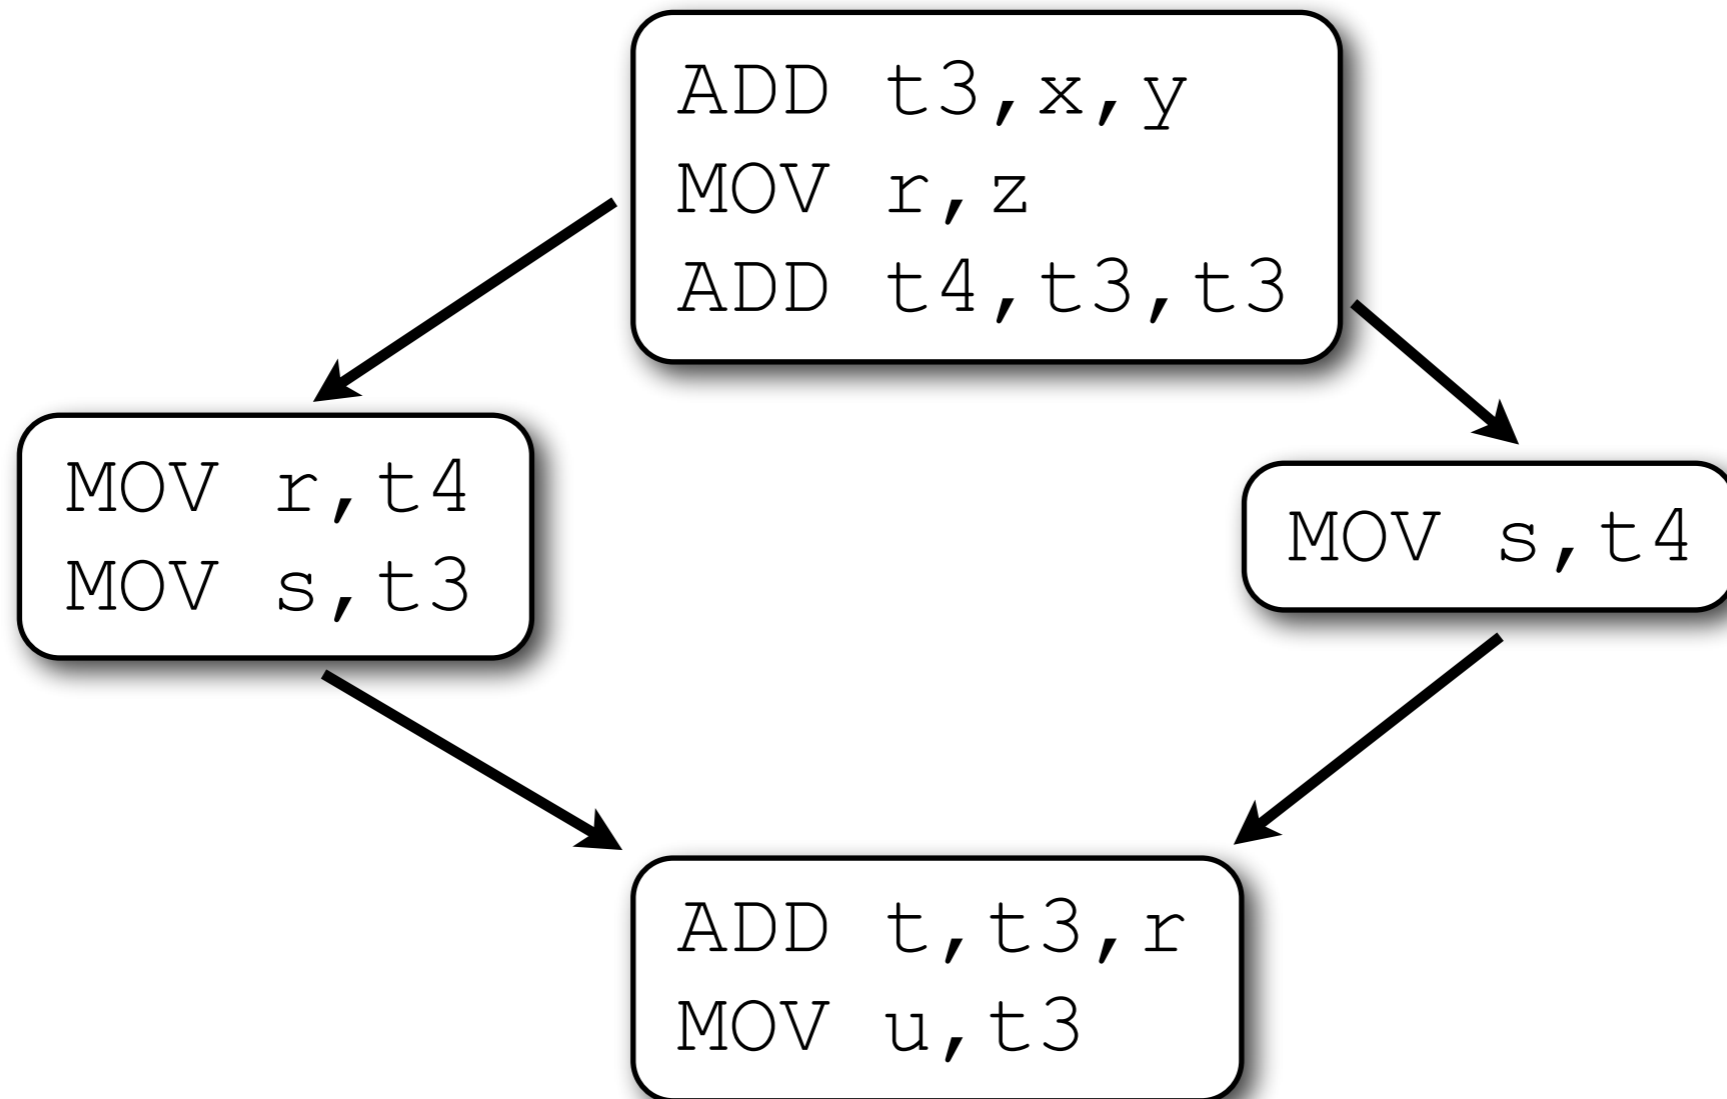 ADD t3,x,y
MOV r,z
ADD t4,t3,t3
MOV r,t4
MOV s,t3
MOV s,t4
ADD t,t3,r
MOV u,t3